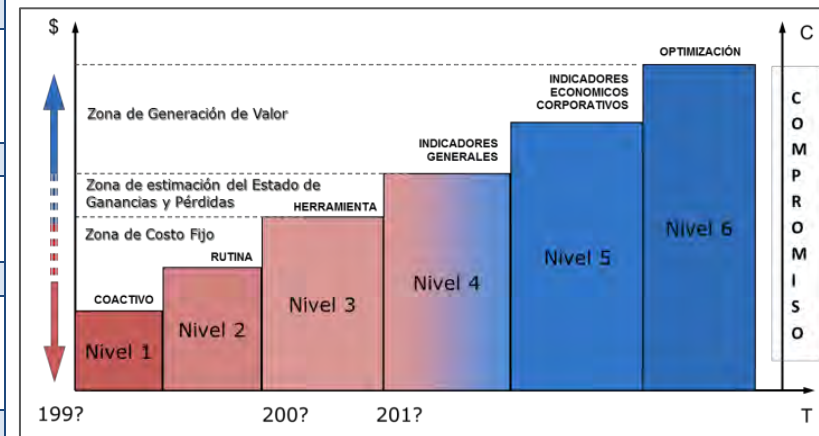 $
C
OPTIMIZACIÓN
INDICADORES
ECONOMICOS
CORPORATIVOS
Zona de Generación de Valor
INDICADORES
GENERALES
Zona de estimación del Estado de
Ganancias y Pérdidas
HERRAMIENTA
Zona de Costo Fijo
RUTINA
COACTIVO
Nivel 1
Nivel 2
Nivel 3
Nivel 4
Nivel 5
Nivel 6
C
O
M
P
R
O
M
I
S
O
199?
200?
201?
T